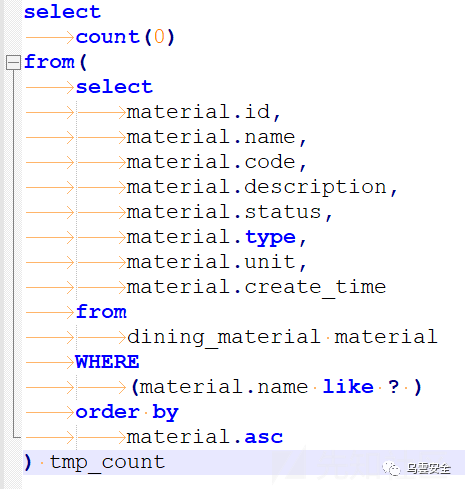 select
count(0)
from(
select
material.id,
material.name,
material.code,
material.description,
material.status,
material.type,
material.unit,
material.create_time
from
dining_material material
WHERE
(material.name like ? )
order by
material.asc
) tmp_count
乌雲安全